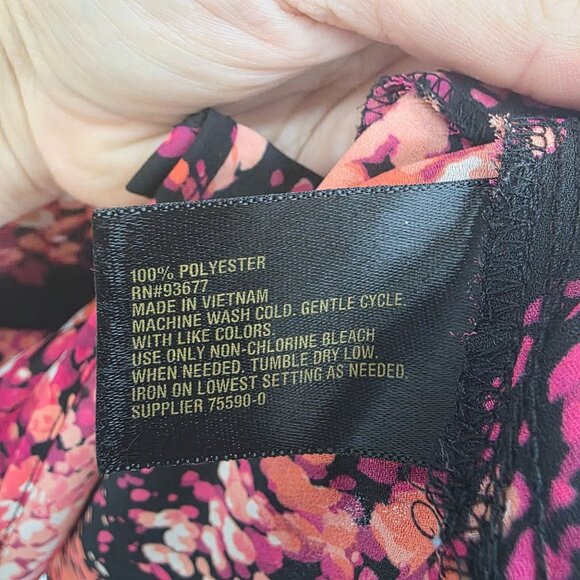 100% POLYESTER
RN#93677
MADE IN VIETNAM
MACHINE WASH COLD. GENTLE CYCLE.
WITH LIKE COLORS.
USE ONLY NON-CHLORINE BLEACH
WHEN NEEDED. TUMBLE DRY LOW.
IRON ON LOWEST SETTING AS NEEDED.
SUPPLIER 75590-0